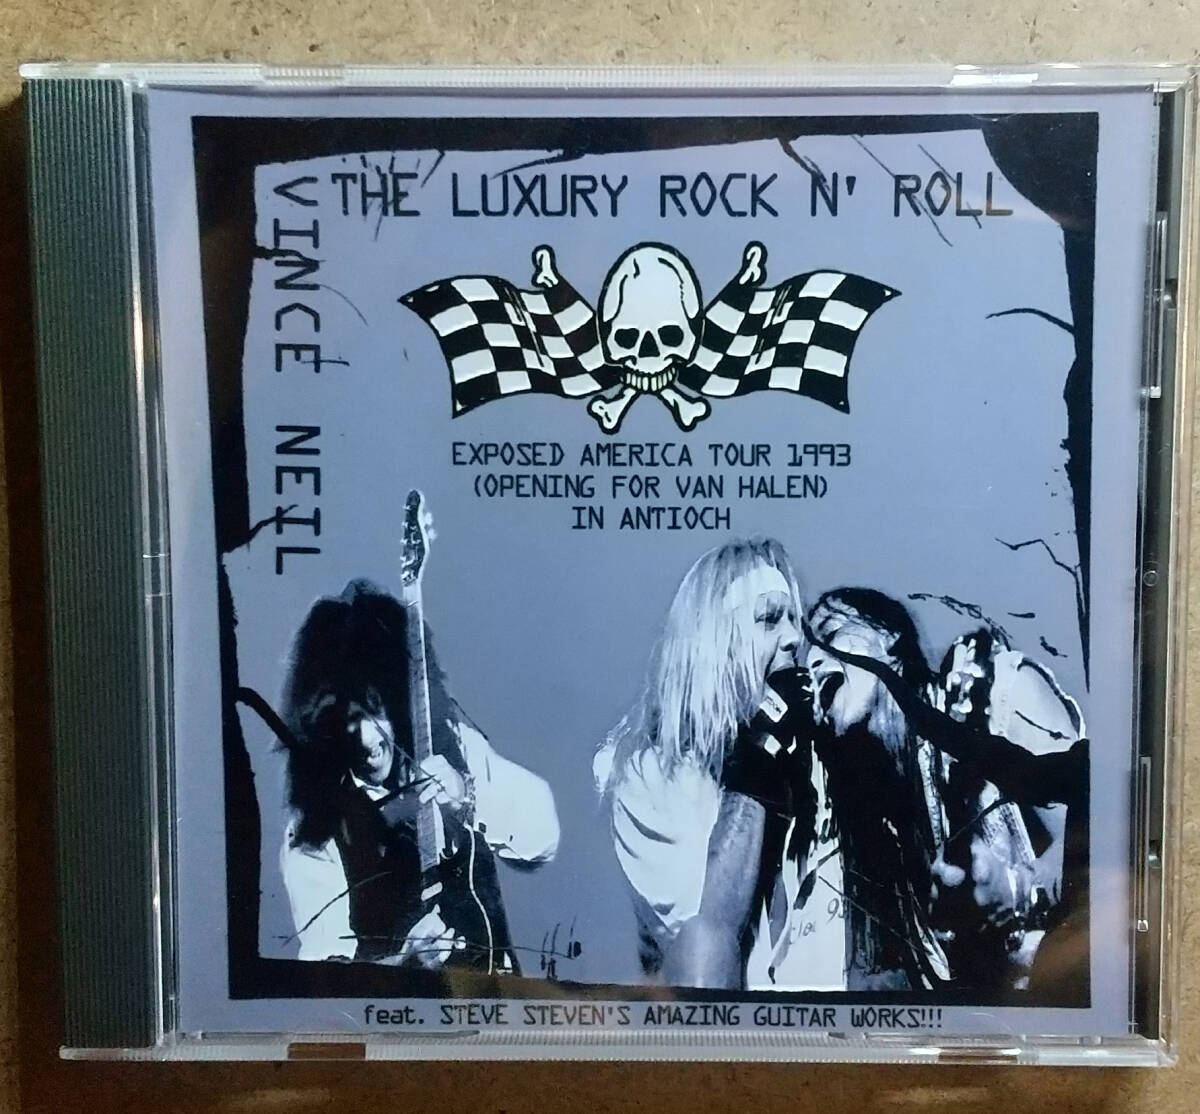 THE LUXURY ROCK N' ROLL
VINCE NEIL
EXPOSED AMERICA TOUR 1993
(OPENING FOR VAN HALEN)
IN ANTIOCH
feat. STEVE STEVEN'S AMAZING GUITAR WORKS!!!